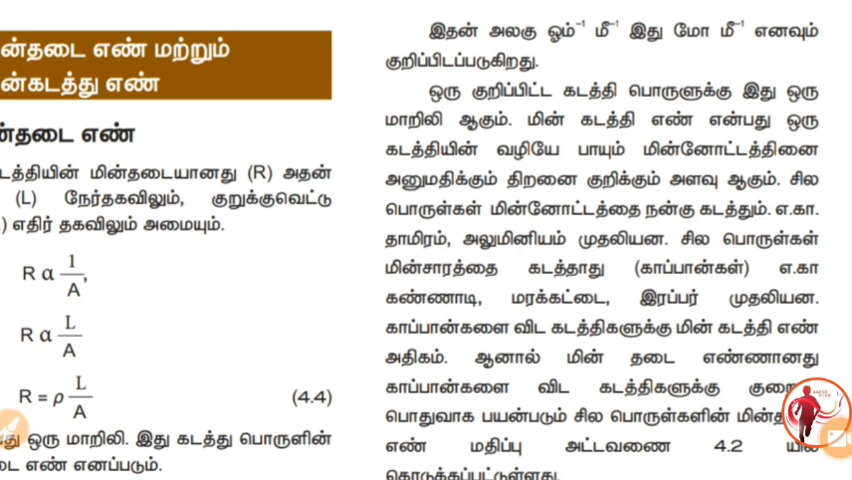 ன்தடை எண் மற்றும்
ன்கடத்து எண்
ன்தடை எண்
டத்தியின் மின்தடையானது (R) அதன்
(L) நேர்தகவிலும், குறுக்குவெட்டு
) எதிர் தகவிலும் அமையும்.
R α 1/A,
R α L/A
R = ρ L/A (4.4)
து ஒரு மாறிலி. இது கடத்து பொருளின்
டை எண் எனப்படும்.
இதன் அலகு ஓம்⁻¹ மீ⁻¹ இது மோ மீ⁻¹ எனவும்
குறிப்பிடப்படுகிறது.
ஒரு குறிப்பிட்ட கடத்தி பொருளுக்கு இது ஒரு
மாறிலி ஆகும். மின் கடத்தி எண் என்பது ஒரு
கடத்தியின் வழியே பாயும் மின்னோட்டத்தினை
அனுமதிக்கும் திறனை குறிக்கும் அளவு ஆகும். சில
பொருள்கள் மின்னோட்டத்தை நன்கு கடத்தும். எ.கா.
தாமிரம், அலுமினியம் முதலியன. சில பொருள்கள்
மின்சாரத்தை கடத்தாது (காப்பான்கள்) எ.கா
கண்ணாடி, மரக்கட்டை, இரப்பர் முதலியன.
காப்பான்களை விட கடத்திகளுக்கு மின் கடத்தி எண்
அதிகம். ஆனால் மின் தடை எண்ணானது
காப்பான்களை விட கடத்திகளுக்கு குறை
பொதுவாக பயன்படும் சில பொருள்களின் மின்த
எண் மதிப்பு அட்டவணை 4.2 யில்
கொடுக்கப்பட்டுள்ளது.